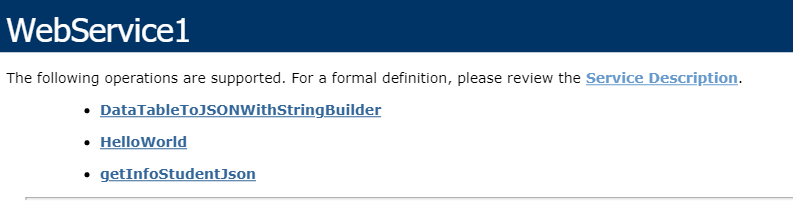 WebService1
The following operations are supported. For a formal definition, please review the Service Description.
DataTableToJSONWithStringBuilder
HelloWorld
getInfoStudentJson